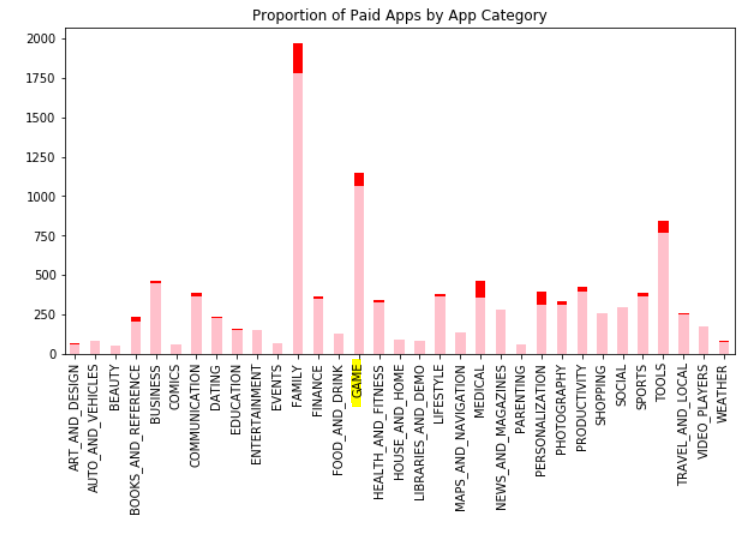 Proportion of Paid Apps by App Category
2000
1750
1500
1250
1000
750
500
250
0
ART_AND_DESIGN
AUTO_AND_VEHICLES
BEAUTY
BOOKS_AND_REFERENCE
BUSINESS
COMICS
COMMUNICATION
DATING
EDUCATION
ENTERTAINMENT
EVENTS
FAMILY
FINANCE
FOOD_AND_DRINK
GAME
HEALTH_AND_FITNESS
HOUSE_AND_HOME
LIBRARIES_AND_DEMO
LIFESTYLE
MAPS_AND_NAVIGATION
MEDICAL
NEWS_AND_MAGAZINES
PARENTING
PERSONALIZATION
PHOTOGRAPHY
PRODUCTIVITY
SHOPPING
SOCIAL
SPORTS
TOOLS
TRAVEL_AND_LOCAL
VIDEO_PLAYERS
WEATHER